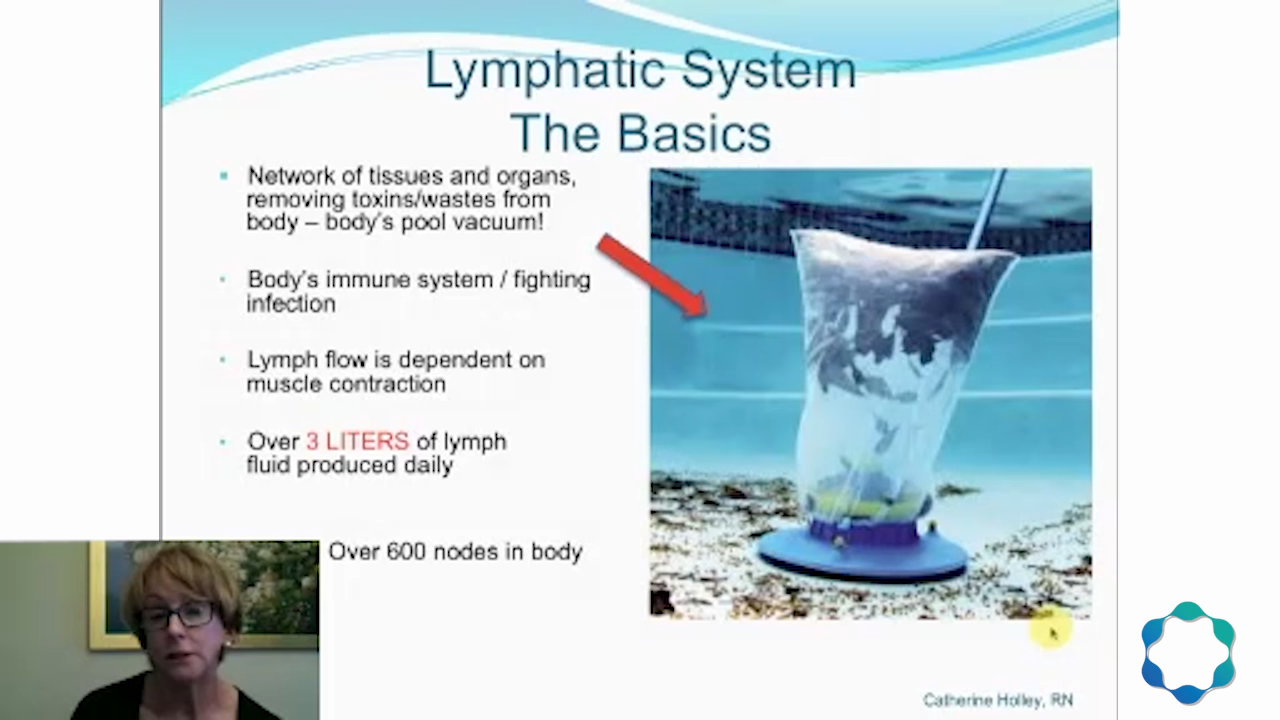 Lymphatic System
The Basics
Network of tissues and organs,
removing toxins/wastes from
body – body's pool vacuum!
Body's immune system / fighting
infection
Lymph flow is dependent on
muscle contraction
Over 3 LITERS of lymph
fluid produced daily
Over 600 nodes in body
Catherine Holley, RN